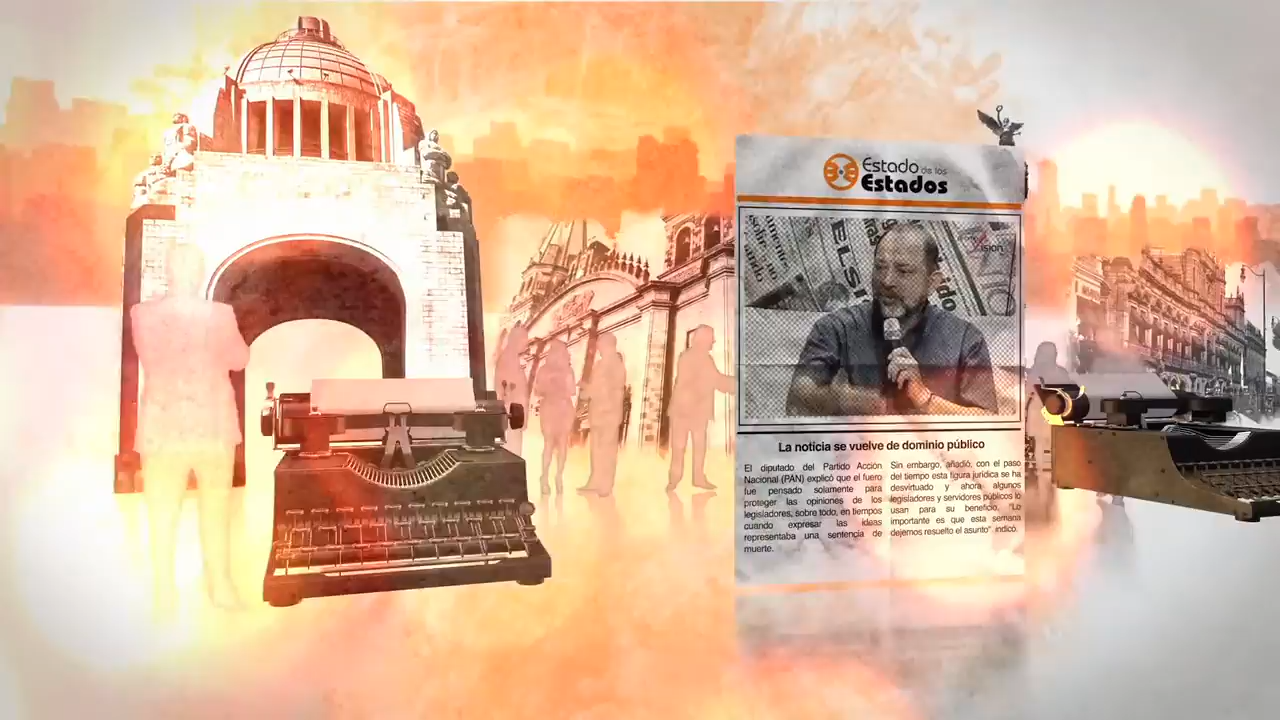 Estado de los
Estados
ELSI
Visión
La noticia se vuelve de dominio público
El diputado del Partido Acción
Nacional (PAN) explicó que el fuero
fue pensado solamente para
proteger las opiniones de los
legisladores, sobre todo, en tiempos
cuando expresar las ideas
representaba una sentencia de
muerte.
Sin embargo, añadió, con el paso
del tiempo esta figura jurídica se ha
desvirtuado y ahora algunos
legisladores y servidores públicos lo
usan para su beneficio. "Lo
importante es que esta semana
dejemos resuelto el asunto" indicó.